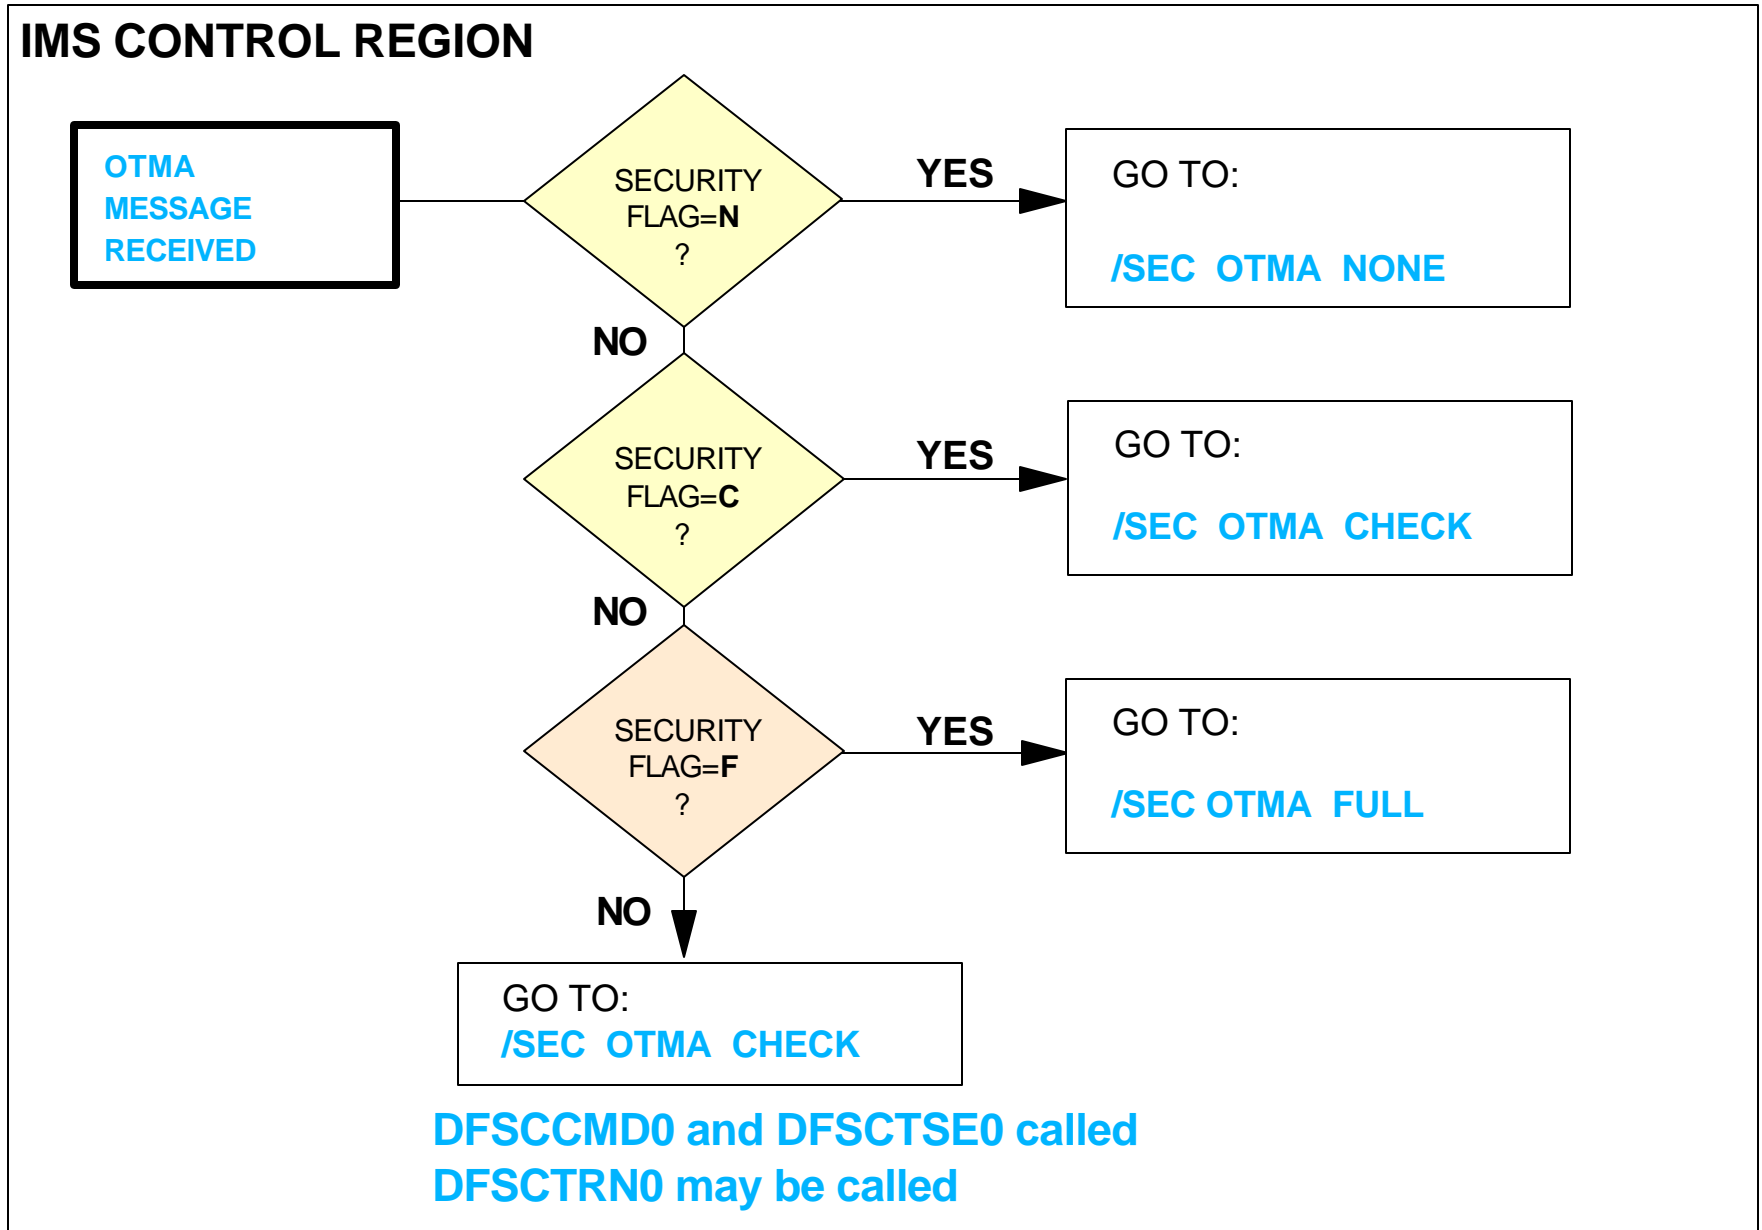 IMS CONTROL REGION
OTMA
MESSAGE
RECEIVED
SECURITY
FLAG=N
?
YES
GO TO:
/SEC OTMA NONE
NO
SECURITY
FLAG=C
?
YES
GO TO:
/SEC OTMA CHECK
NO
SECURITY
FLAG=F
?
YES
GO TO:
/SEC OTMA FULL
NO
GO TO:
/SEC OTMA CHECK
DFSCCMD0 and DFSCTSE0 called
DFSCTRN0 may be called